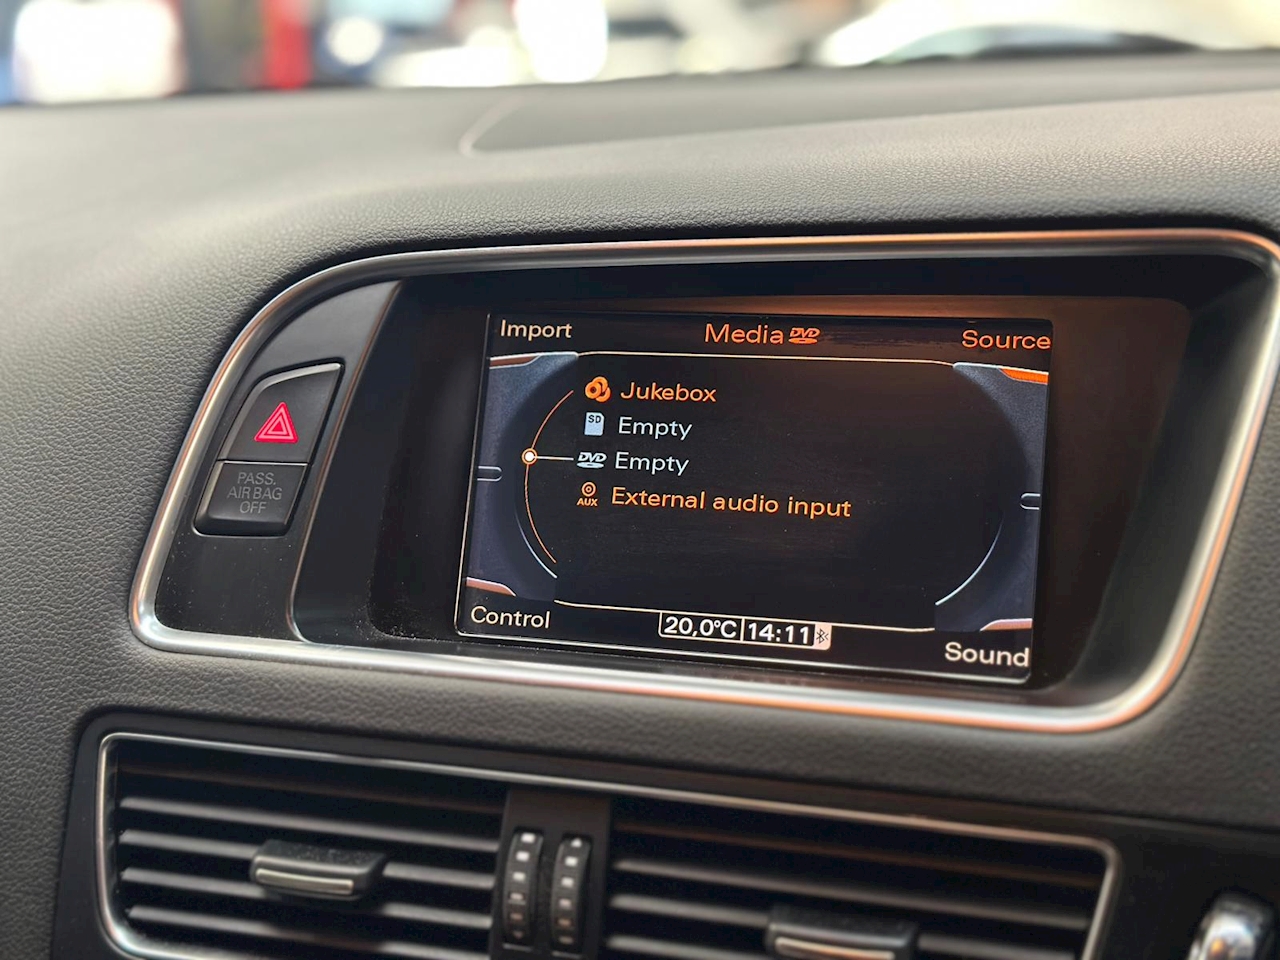 Import
Media DVD
Source
Jukebox
SD Empty
DVD Empty
AUX External audio input
Control
20,0°C 14:11
Sound
PASS.
AIR BAG
OFF